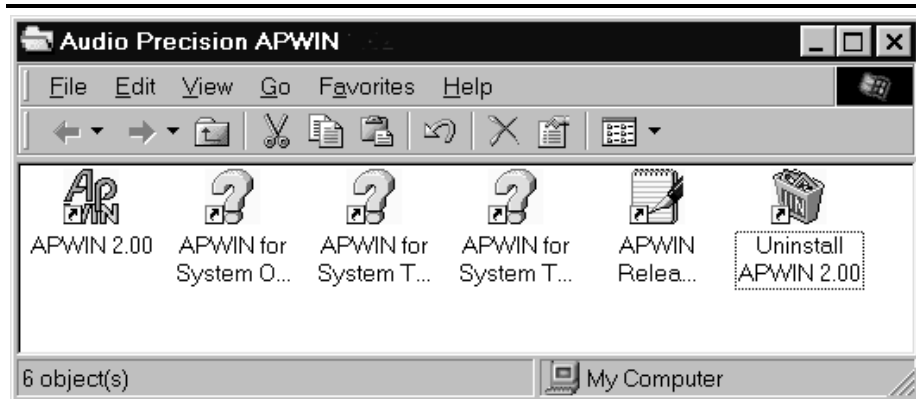 Audio Precision APWIN
File Edit View Go Favorites Help
APWIN 2.00
APWIN for
System O...
APWIN for
System T...
APWIN for
System T...
APWIN
Relea...
Uninstall
APWIN 2.00
6 object(s)
My Computer